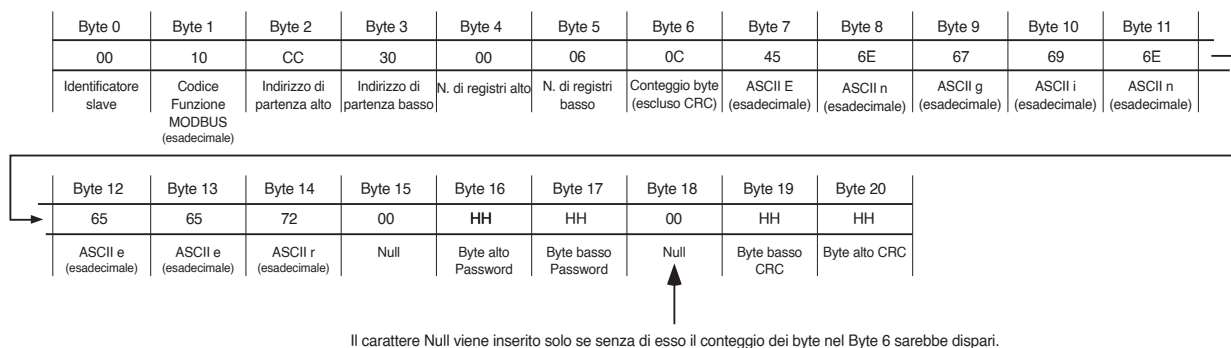 Byte 0 Byte 1 Byte 2 Byte 3 Byte 4 Byte 5 Byte 6 Byte 7 Byte 8 Byte 9 Byte 10 Byte 11
00 10 CC 30 00 06 0C 45 6E 67 69 6E
Identificatore slave
Codice Funzione MODBUS (esadecimale)
Indirizzo di partenza alto
Indirizzo di partenza basso
N. di registri alto
N. di registri basso
Conteggio byte (escluso CRC)
ASCII E (esadecimale)
ASCII n (esadecimale)
ASCII g (esadecimale)
ASCII i (esadecimale)
ASCII n (esadecimale)
Byte 12 Byte 13 Byte 14 Byte 15 Byte 16 Byte 17 Byte 18 Byte 19 Byte 20
65 65 72 00 HH HH 00 HH HH
ASCII e (esadecimale)
ASCII e (esadecimale)
ASCII r (esadecimale)
Null
Byte alto Password
Byte basso Password
Null
Byte basso CRC
Byte alto CRC
Il carattere Null viene inserito solo se senza di esso il conteggio dei byte nel Byte 6 sarebbe dispari.